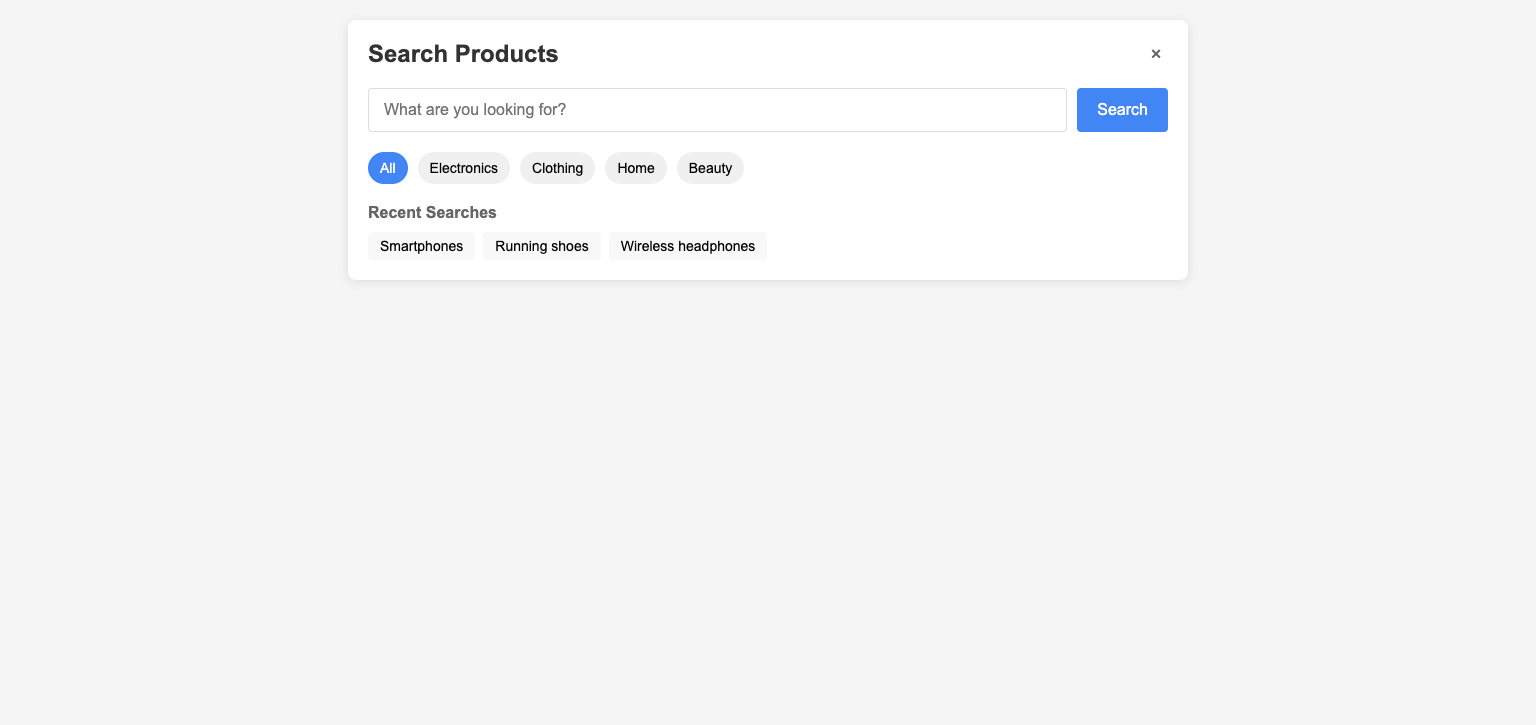 Search Products ×
What are you looking for? Search
All Electronics Clothing Home Beauty
Recent Searches
Smartphones Running shoes Wireless headphones